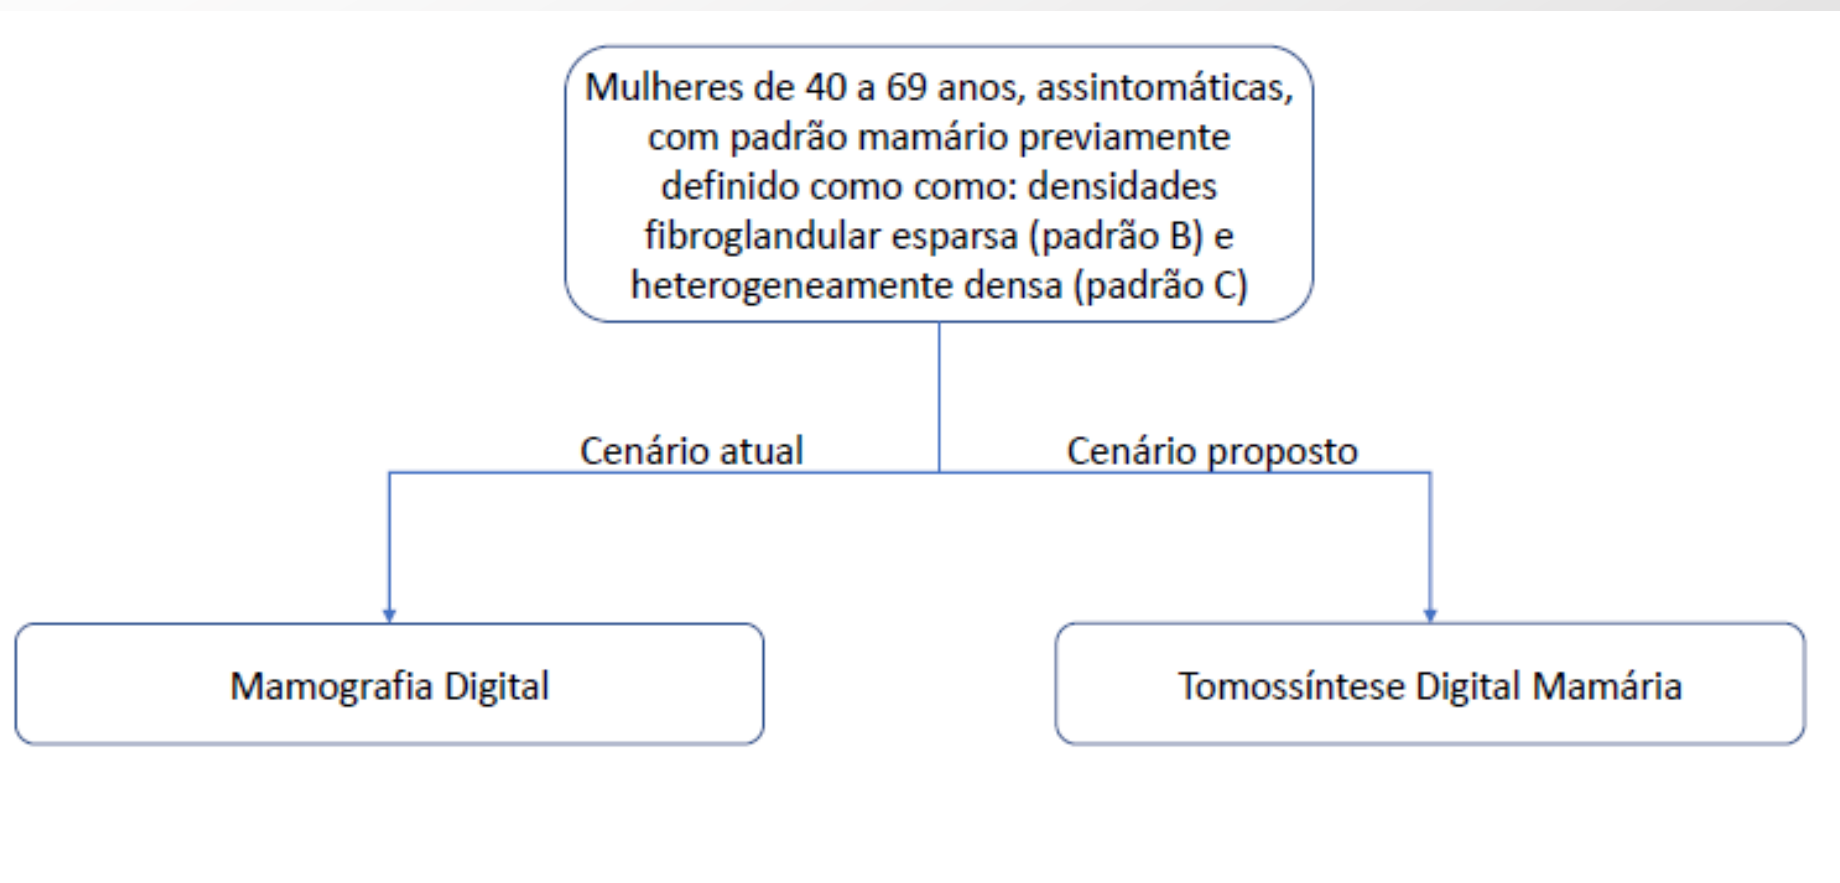 Mulheres de 40 a 69 anos, assintomáticas,
com padrão mamário previamente
definido como como: densidades
fibroglandular esparsa (padrão B) e
heterogeneamente densa (padrão C)
Cenário atual
Cenário proposto
Mamografia Digital
Tomossíntese Digital Mamária